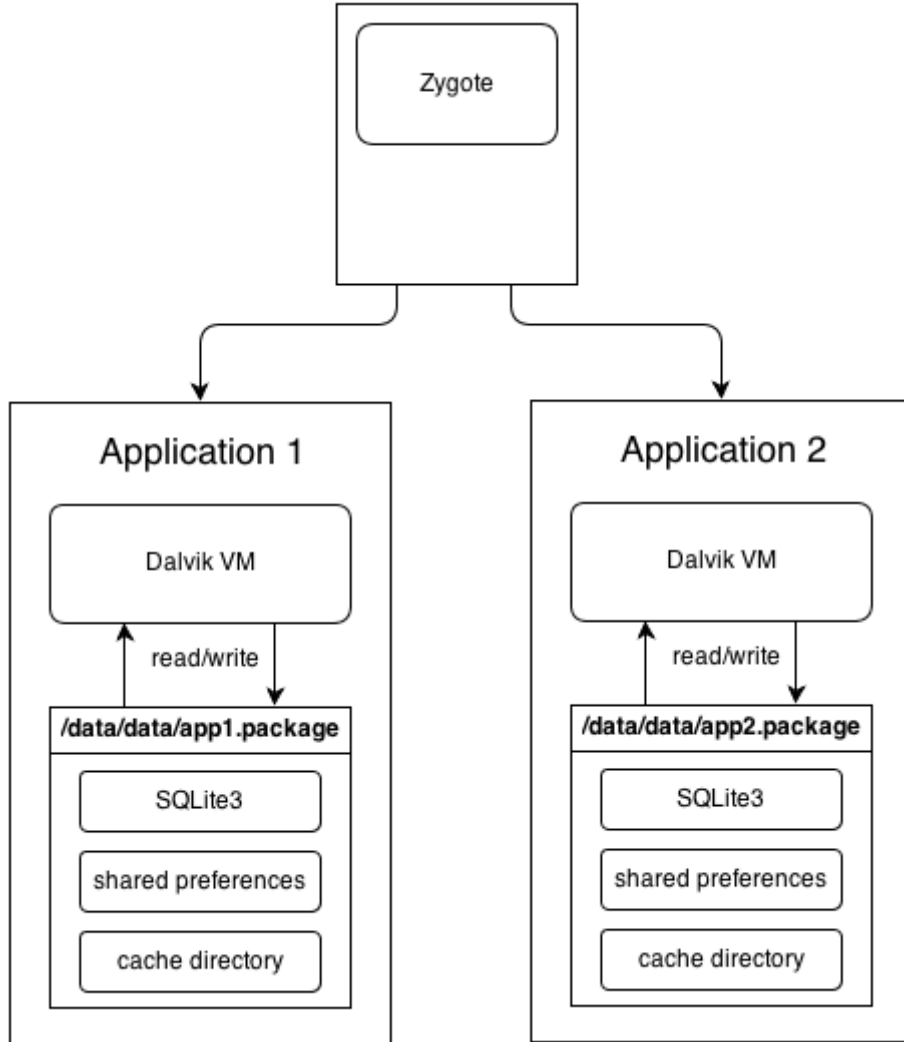 Zygote
Application 1
Dalvik VM
read/write
/data/data/app1.package
SQLite3
shared preferences
cache directory
Application 2
Dalvik VM
read/write
/data/data/app2.package
SQLite3
shared preferences
cache directory